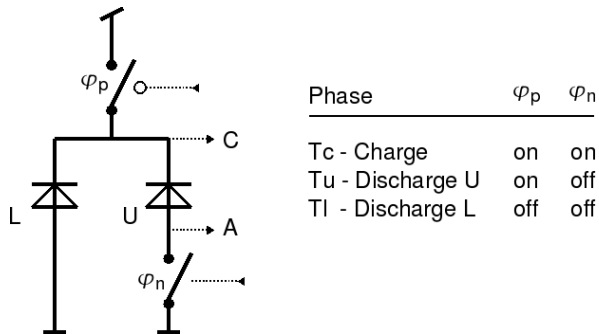 φp
C
L
U
A
φn
Phase φp φn
Tc - Charge on on
Tu - Discharge U on off
Tl - Discharge L off off